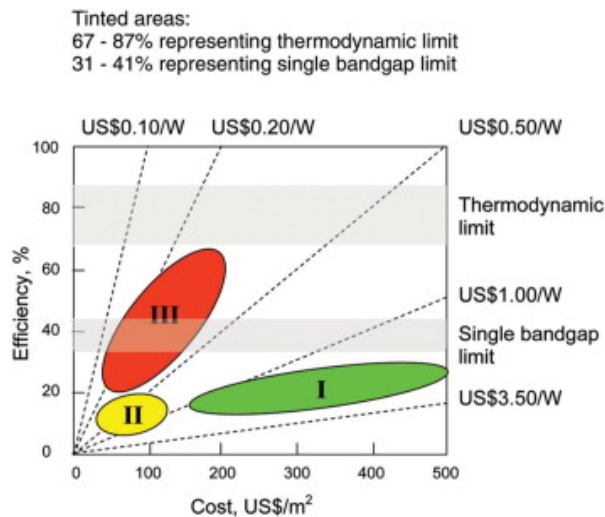 Tinted areas:
67 - 87% representing thermodynamic limit
31 - 41% representing single bandgap limit
US$0.10/W US$0.20/W US$0.50/W
100
80
60
40
20
0
Efficiency, %
Thermodynamic
limit
US$1.00/W
Single bandgap
limit
US$3.50/W
III
II
I
0 100 200 300 400 500
Cost, US$/m²